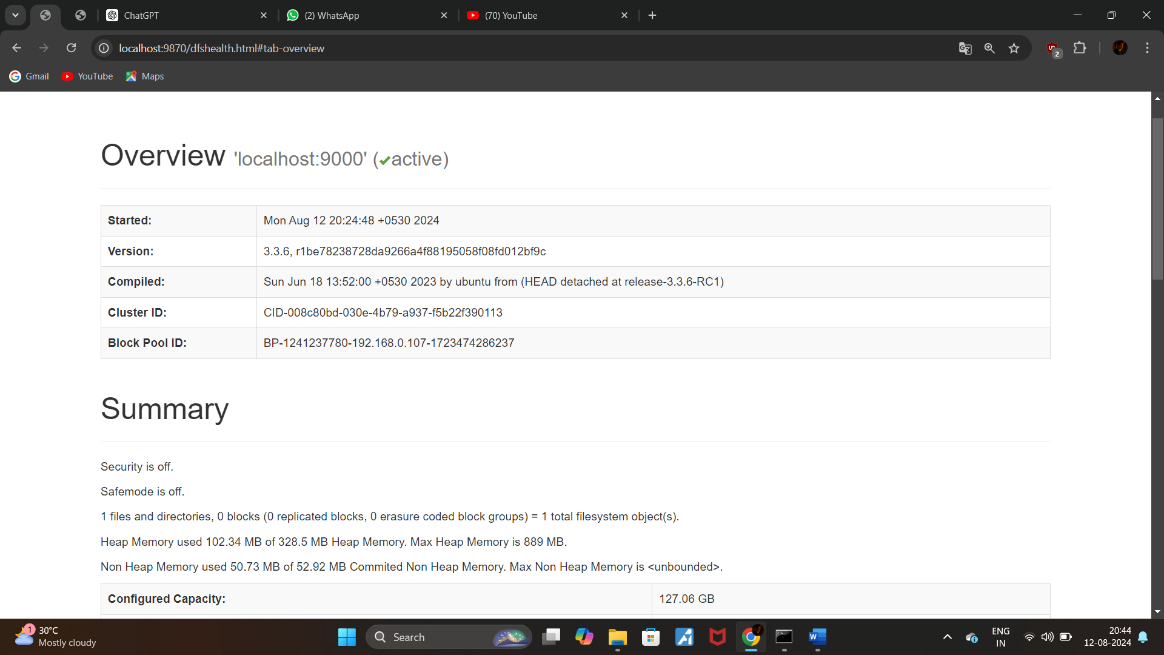 ChatGPT
(2) WhatsApp
(70) YouTube
localhost:9870/dfshealth.html#tab-overview
2
Gmail
YouTube
Maps
Overview 'localhost:9000' (✔active)
Started: Mon Aug 12 20:24:48 +0530 2024
Version: 3.3.6, r1be78238728da9266a4f88195058f08fd012bf9c
Compiled: Sun Jun 18 13:52:00 +0530 2023 by ubuntu from (HEAD detached at release-3.3.6-RC1)
Cluster ID: CID-008c80bd-030e-4b79-a937-f5b22f390113
Block Pool ID: BP-1241237780-192.168.0.107-1723474286237
Summary
Security is off.
Safemode is off.
1 files and directories, 0 blocks (0 replicated blocks, 0 erasure coded block groups) = 1 total filesystem object(s).
Heap Memory used 102.34 MB of 328.5 MB Heap Memory. Max Heap Memory is 889 MB.
Non Heap Memory used 50.73 MB of 52.92 MB Commited Non Heap Memory. Max Non Heap Memory is <unbounded>.
Configured Capacity: 127.06 GB
1
30°C
Mostly cloudy
Search
ENG
IN
20:44
12-08-2024